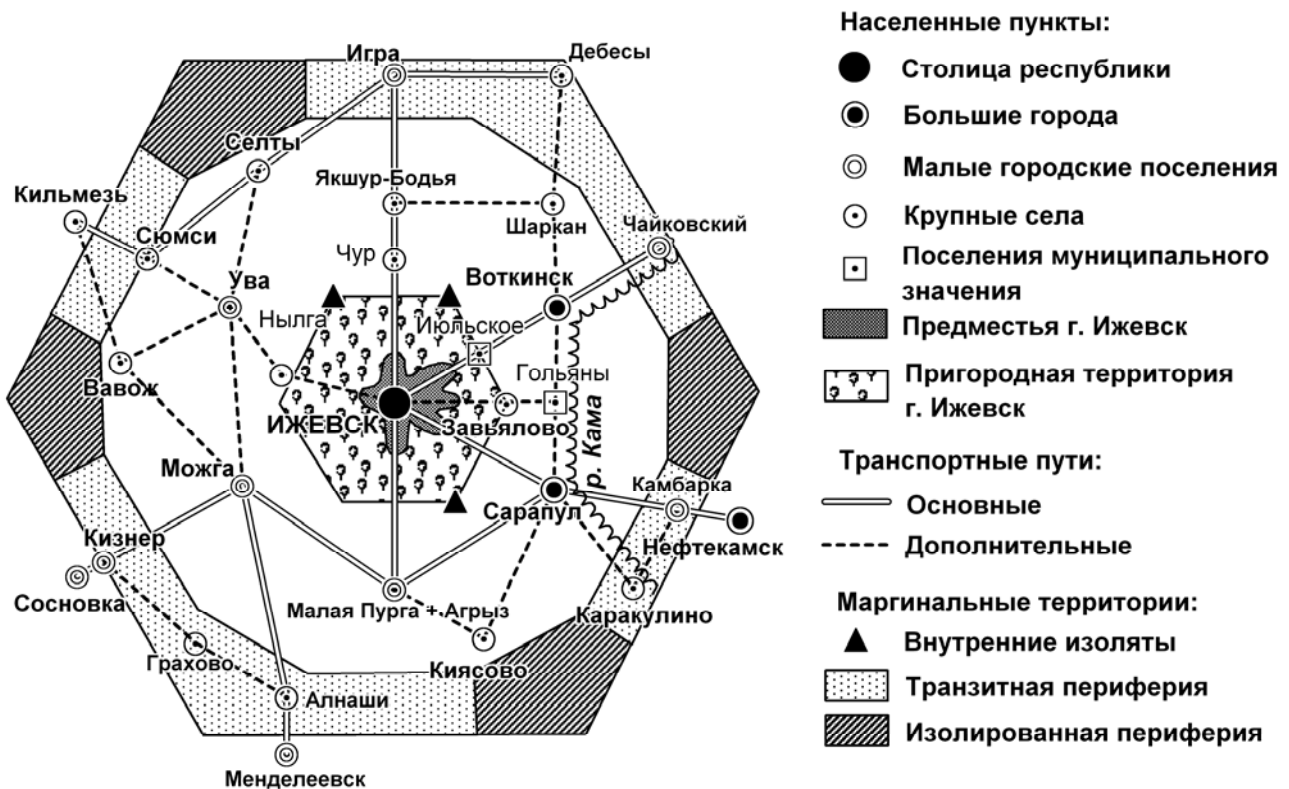 Игра
Дебесы
Селты
Якшур-Бодья
Кильмезь
Шаркан
Чайковский
Сюмси
Чур
Воткинск
Ува
Нылга
Июльское
Гольяны
Вавож
ИЖЕВСК
Завьялово
р. Кама
Можга
Камбарка
Сарапул
Кизнер
Нефтекамск
Сосновка
Малая Пурга + Агрыз
Каракулино
Грахово
Киясово
Алнаши
Менделеевск
Населенные пункты:
Столица республики
Большие города
Малые городские поселения
Крупные села
Поселения муниципального
значения
Предместья г. Ижевск
Пригородная территория
г. Ижевск
Транспортные пути:
Основные
Дополнительные
Маргинальные территории:
Внутренние изоляты
Транзитная периферия
Изолированная периферия